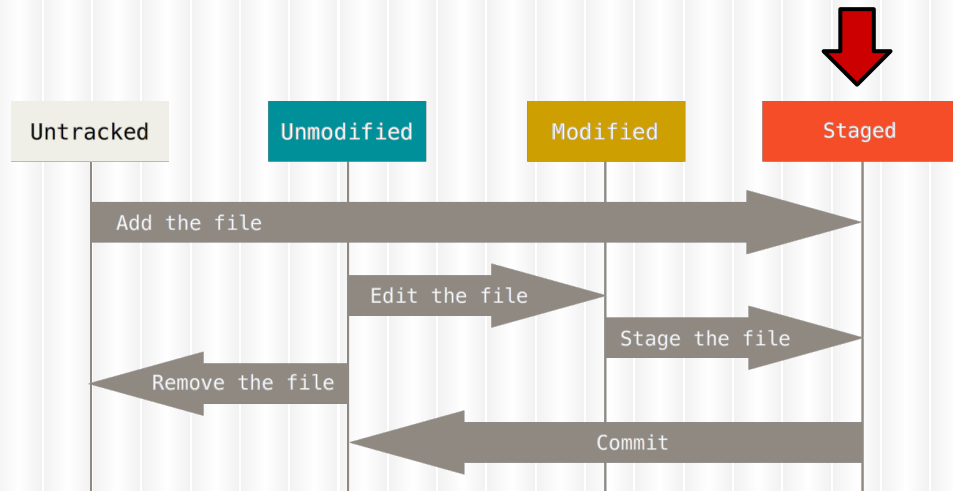 Untracked
Unmodified
Modified
Staged
Add the file
Edit the file
Stage the file
Remove the file
Commit